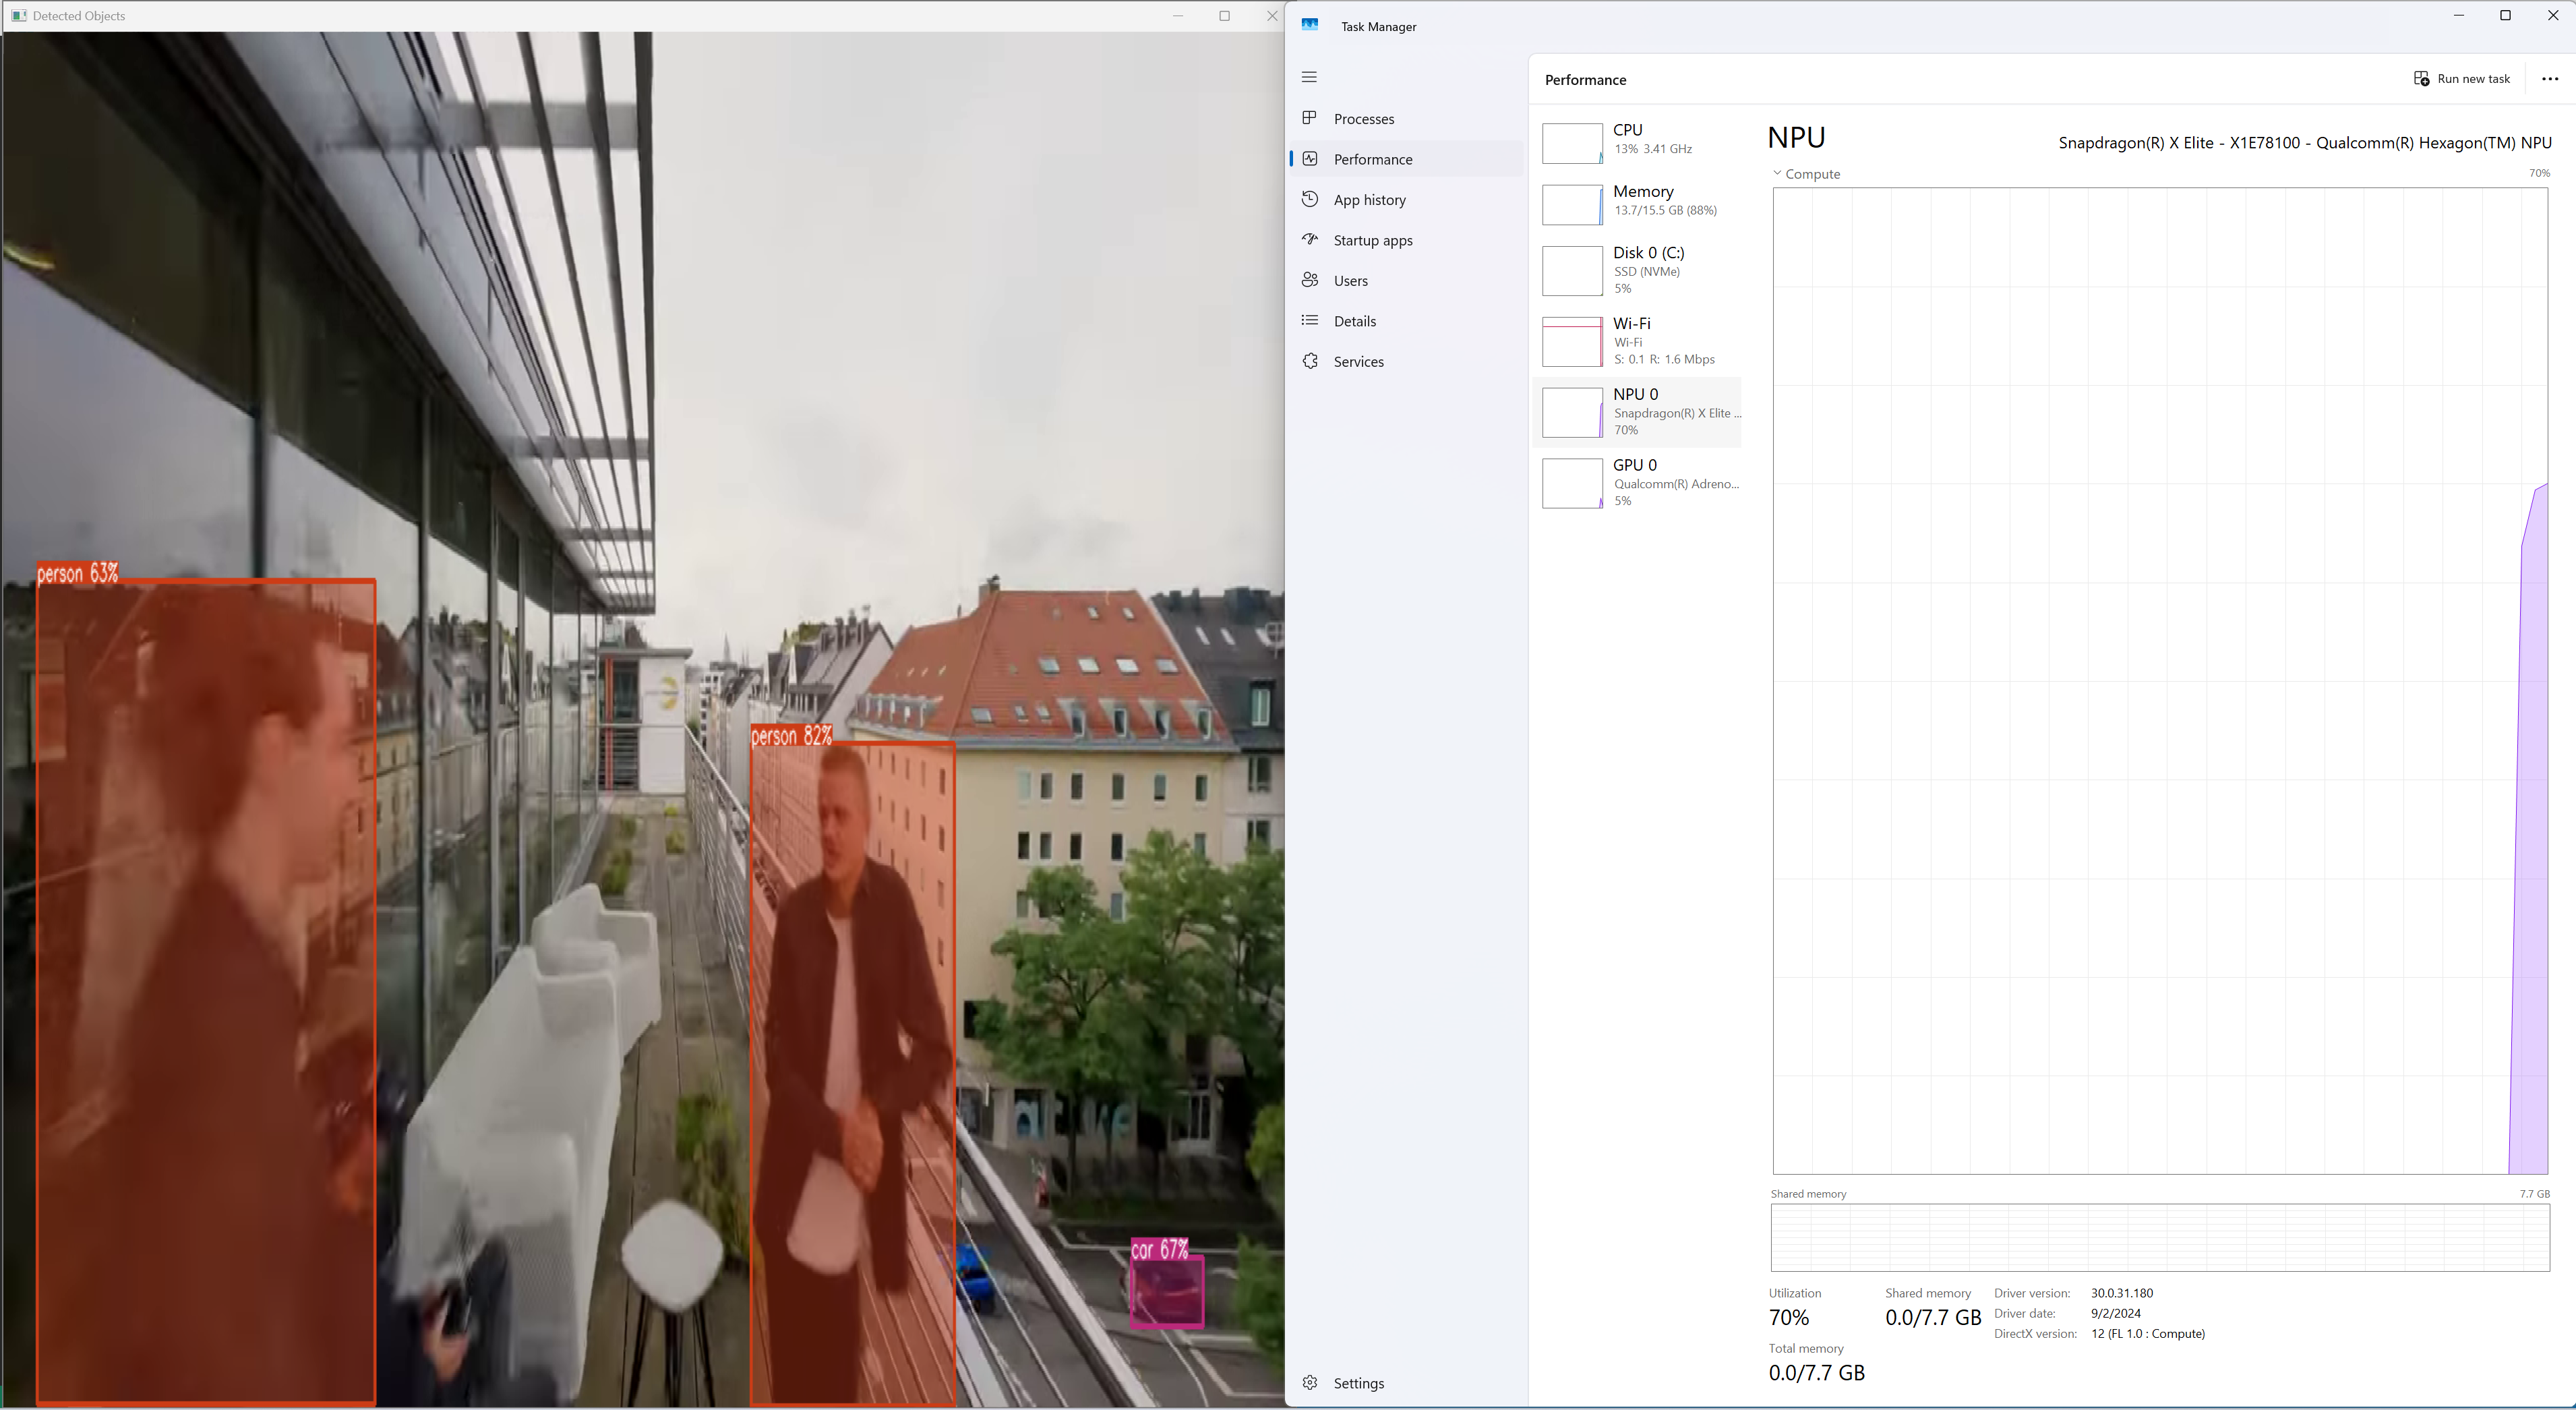 Detected Objects
person 63%
person 82%
car 67%
Task Manager
Processes
Performance
App history
Startup apps
Users
Details
Services
Settings
Performance
Run new task
CPU
13% 3.41 GHz
Memory
13.7/15.5 GB (88%)
Disk 0 (C:)
SSD (NVMe)
5%
Wi-Fi
Wi-Fi
S: 0.1 R: 1.6 Mbps
NPU 0
Snapdragon(R) X Elite ...
70%
GPU 0
Qualcomm(R) Adreno...
5%
NPU
Snapdragon(R) X Elite - X1E78100 - Qualcomm(R) Hexagon(TM) NPU
Compute
70%
Shared memory
7.7 GB
Utilization
70%
Shared memory
0.0/7.7 GB
Driver version: 30.0.31.180
Driver date: 9/2/2024
DirectX version: 12 (FL 1.0 : Compute)
Total memory
0.0/7.7 GB